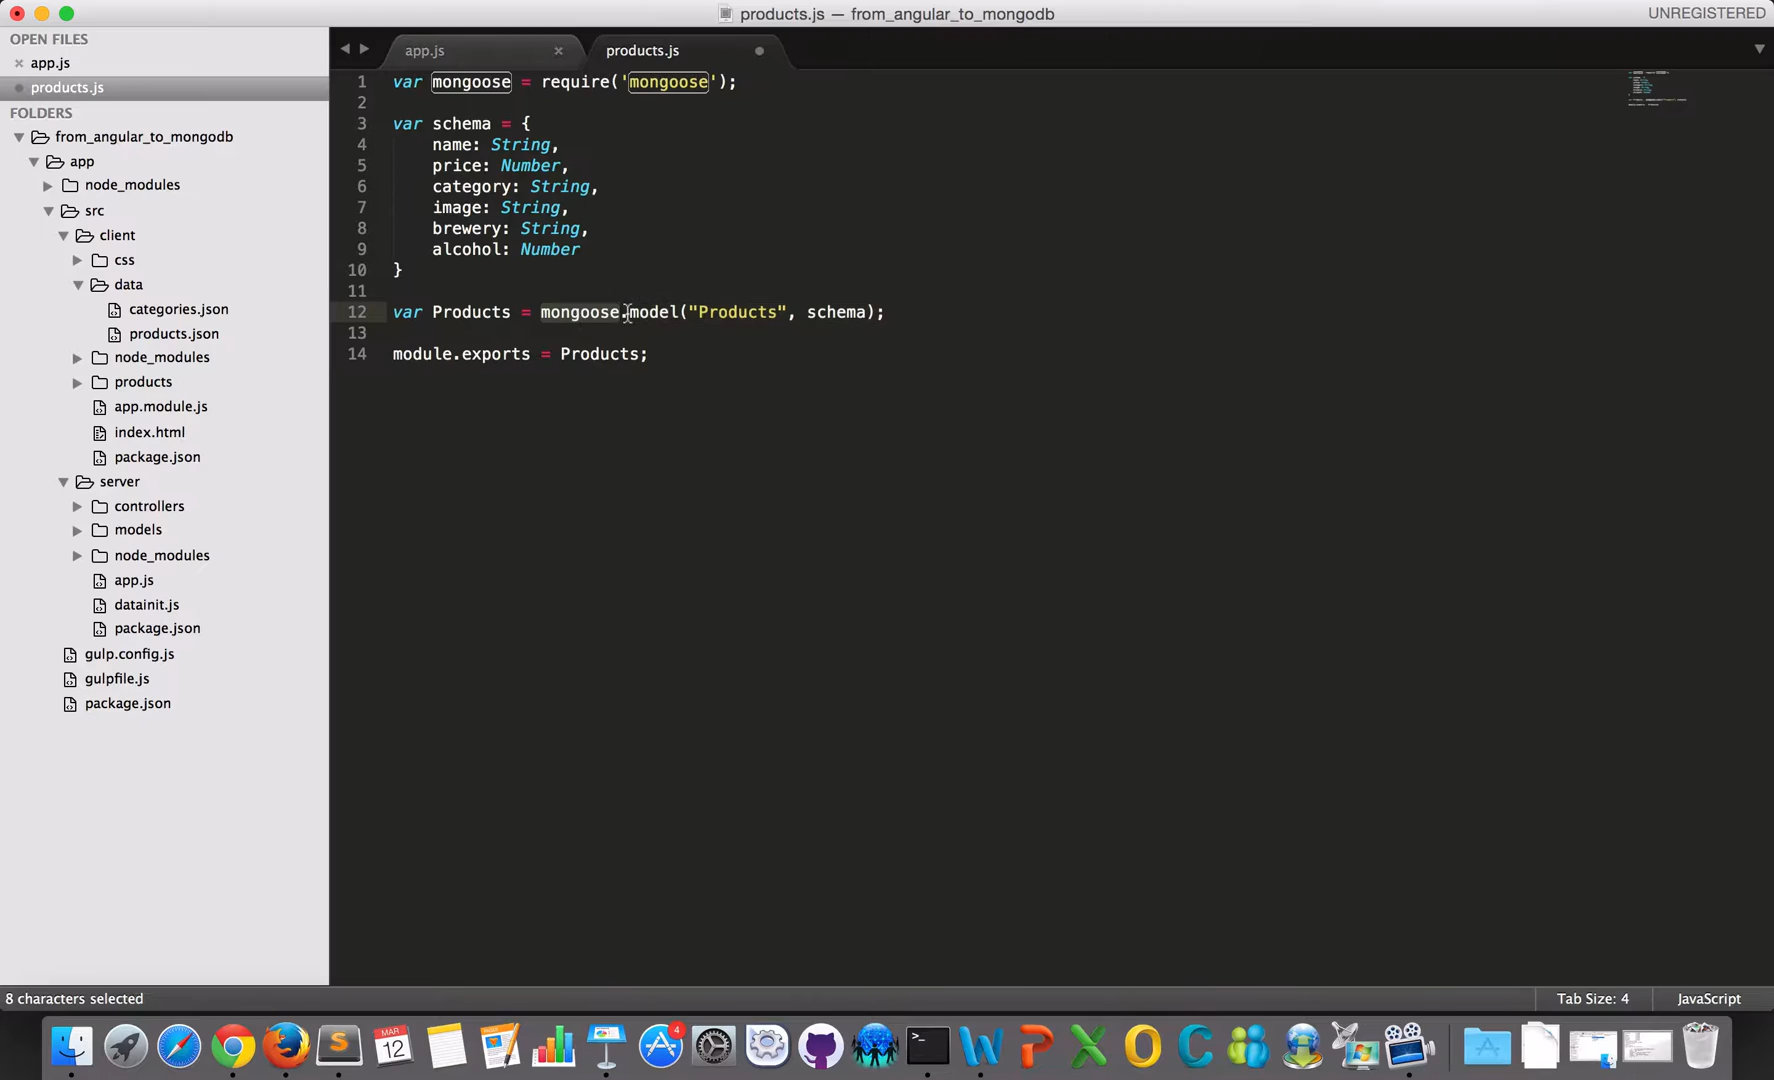 products.js — from_angular_to_mongodb
UNREGISTERED
OPEN FILES
app.js
products.js
FOLDERS
from_angular_to_mongodb
app
node_modules
src
client
css
data
categories.json
products.json
node_modules
products
app.module.js
index.html
package.json
server
controllers
models
node_modules
app.js
datainit.js
package.json
gulp.config.js
gulpfile.js
package.json
app.js
products.js
1 var mongoose = require('mongoose');
2
3 var schema = {
4 name: String,
5 price: Number,
6 category: String,
7 image: String,
8 brewery: String,
9 alcohol: Number
10 }
11
12 var Products = mongoose.model("Products", schema);
13
14 module.exports = Products;
8 characters selected
Tab Size: 4
JavaScript
MAR
12
4